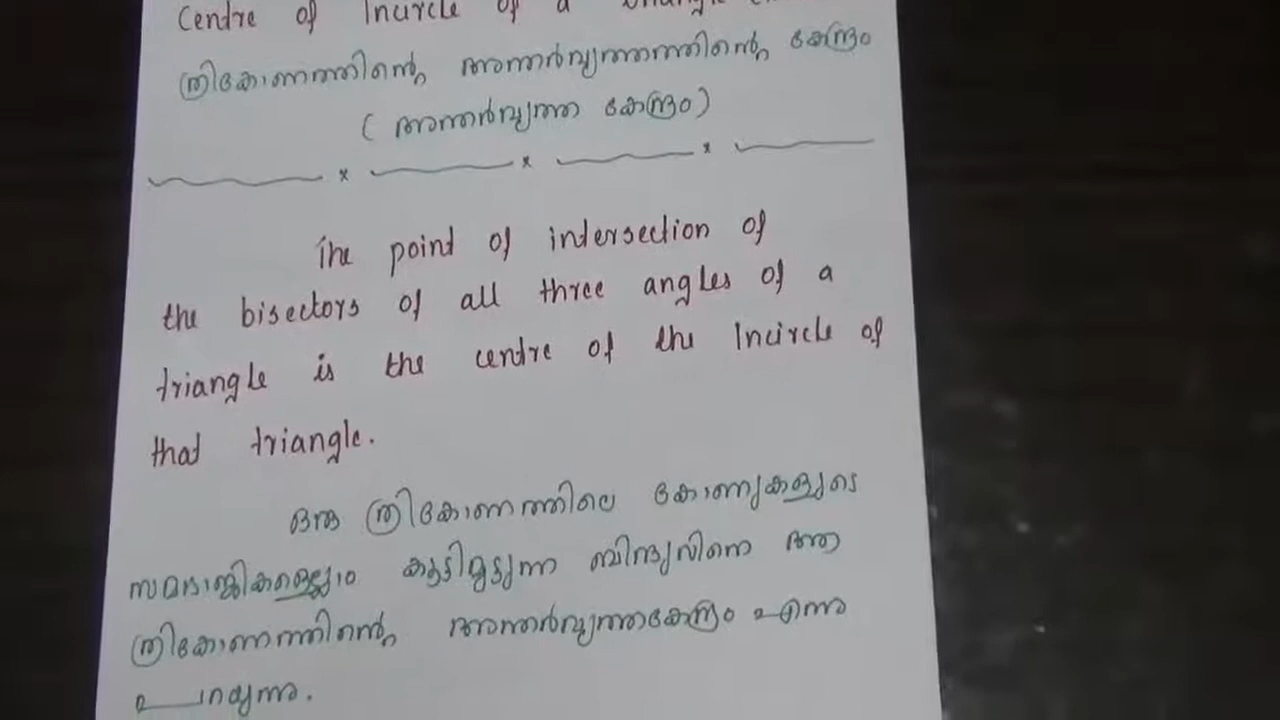 Centre of Incircle of a triangle
ത്രികോണത്തിന്റെ അന്തർവൃത്തത്തിന്റെ കേന്ദ്രം
( അന്തർവൃത്ത കേന്ദ്രം )
The point of intersection of
the bisectors of all three angles of a
triangle is the centre of the Incircle of
that triangle.
ഒരു ത്രികോണത്തിലെ കോണുകളുടെ
സമഭാജികളെല്ലാം കൂട്ടിമുട്ടുന്ന ബിന്ദുവിനെ ആ
ത്രികോണത്തിന്റെ അന്തർവൃത്തകേന്ദ്രം എന്നു
പറയുന്നു.